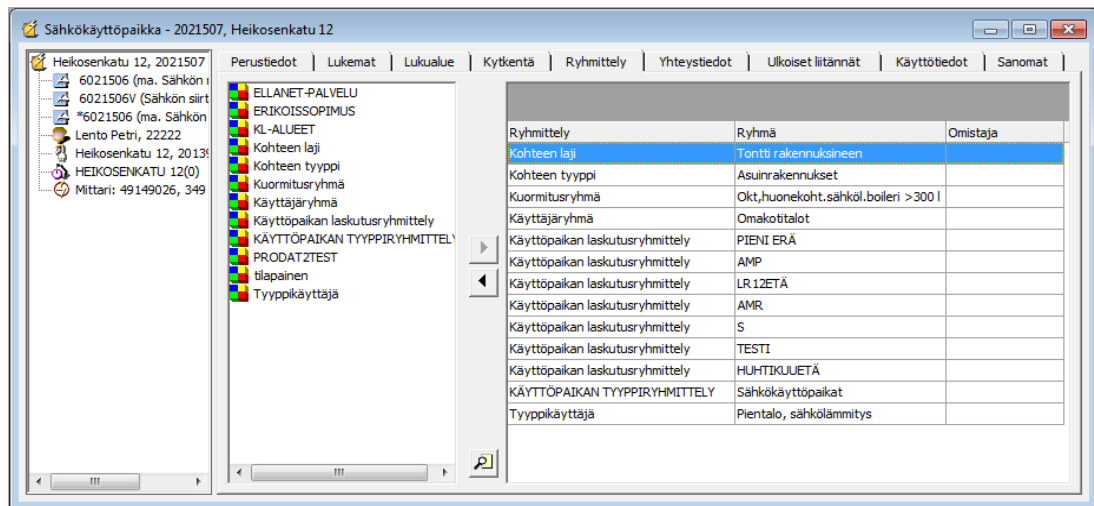 Sähkökäyttöpaikka - 2021507, Heikosenkatu 12
Heikosenkatu 12, 2021507
6021506 (ma. Sähkön
6021506V (Sähkön siirt
*6021506 (ma. Sähkön
Lento Petri, 22222
Heikosenkatu 12, 20139
HEIKOSENKATU 12(0)
Mittari: 49149026, 349
Perustiedot Lukemat Lukualue Kytkentä Ryhmittely Yhteystiedot Ulkoiset liitännät Käyttötiedot Sanomat
ELLANET-PALVELU
ERIKOISSOPIMUS
KL-ALUEET
Kohteen laji
Kohteen tyyppi
Kuormitusryhmä
Käyttäjäryhmä
Käyttöpaikan laskutusryhmittely
KÄYTTÖPAIKAN TYYPPIRYHMITTELY
PRODAT2TEST
tilapainen
Tyyppikäyttäjä
Ryhmittely Ryhmä Omistaja
Kohteen laji Tontti rakennuksineen
Kohteen tyyppi Asuinrakennukset
Kuormitusryhmä Okt,huonekoht.sähköl.boileri >300 l
Käyttäjäryhmä Omakotitalot
Käyttöpaikan laskutusryhmittely PIENI ERÄ
Käyttöpaikan laskutusryhmittely AMP
Käyttöpaikan laskutusryhmittely LR12ETÄ
Käyttöpaikan laskutusryhmittely AMR
Käyttöpaikan laskutusryhmittely S
Käyttöpaikan laskutusryhmittely TESTI
Käyttöpaikan laskutusryhmittely HUHTIKUUETÄ
KÄYTTÖPAIKAN TYYPPIRYHMITTELY Sähkökäyttöpaikat
Tyyppikäyttäjä Pientalo, sähkölämmitys